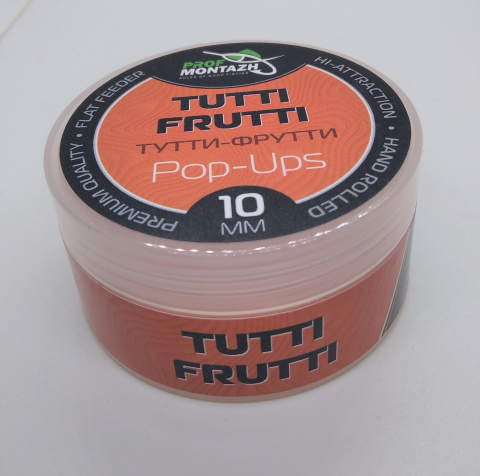 PROF
MONTAZH
TUTTI
FRUTTI
ТУТТИ-ФРУТТИ
Pop-Ups
10
ММ
PREMIUM QUALITY • FLAT FEEDER
HI-ATTRACTION • HAND ROLLED
TUTTI
FRUTTI